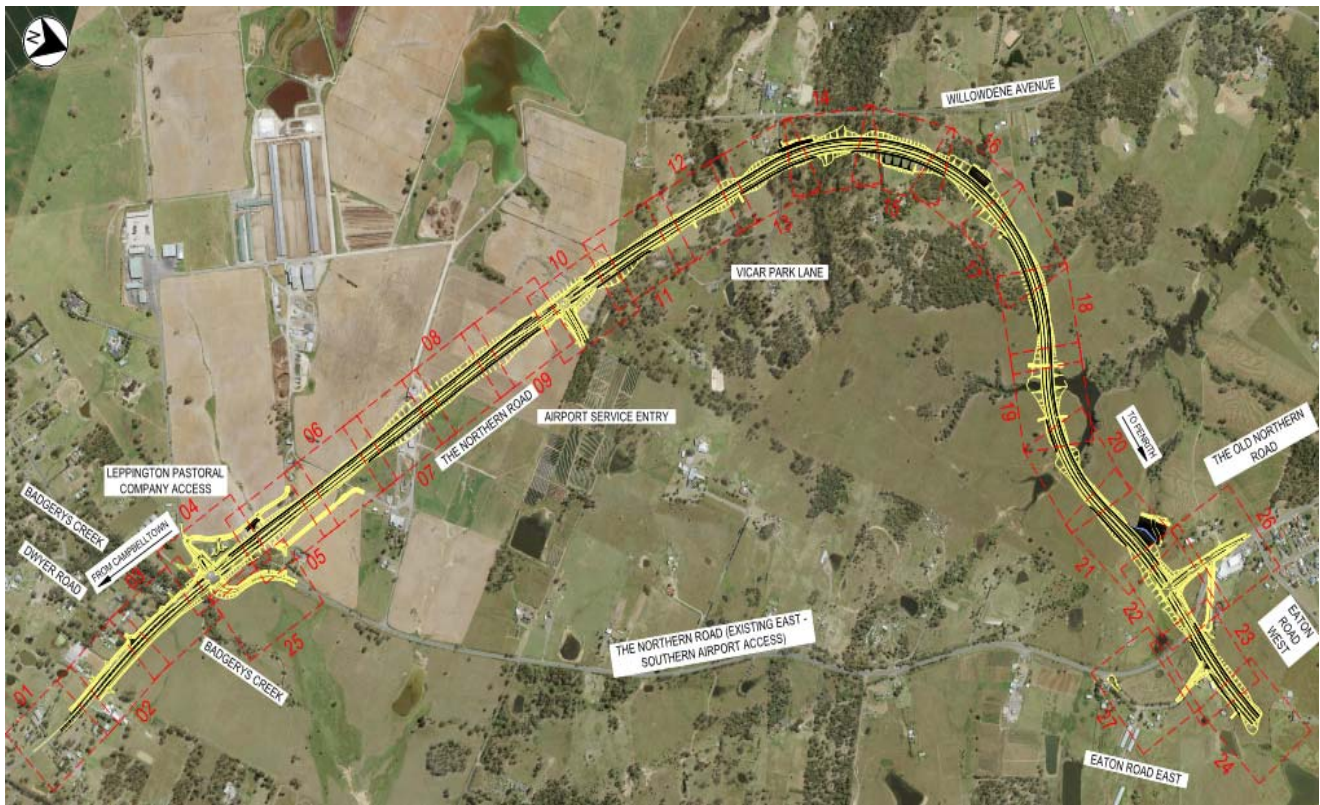 N
WILLOWDENE AVENUE
14
16
12
15
13
17
VICAR PARK LANE
10
11
18
08
09
THE NORTHERN ROAD
AIRPORT SERVICE ENTRY
19
20
TO PENRITH
THE OLD NORTHERN
ROAD
06
07
LEPPINGTON PASTORAL
COMPANY ACCESS
BADGERYS CREEK
04
FROM CAMPBELLTOWN
DWYER ROAD
03
05
26
21
22
23
EATON
ROAD
WEST
THE NORTHERN ROAD (EXISTING EAST -
SOUTHERN AIRPORT ACCESS)
25
BADGERYS CREEK
01
02
27
24
EATON ROAD EAST